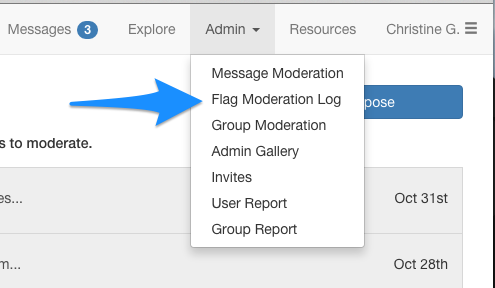 Messages 3 Explore Admin Resources Christine G.
Message Moderation
Flag Moderation Log
pose
Group Moderation
s to moderate.
Admin Gallery
Invites
es... Oct 31st
User Report
Group Report
m... Oct 28th